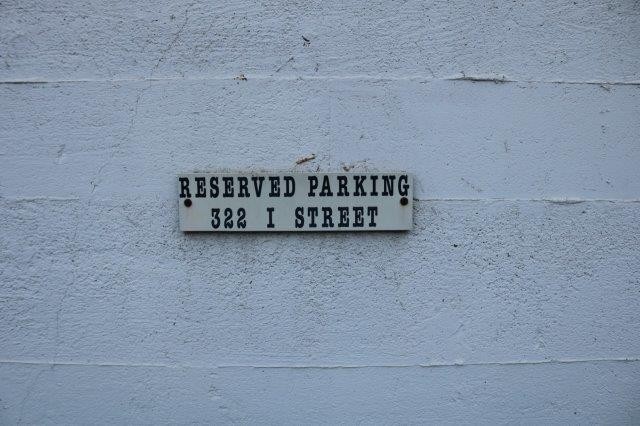 RESERVED PARKING
322 I STREET